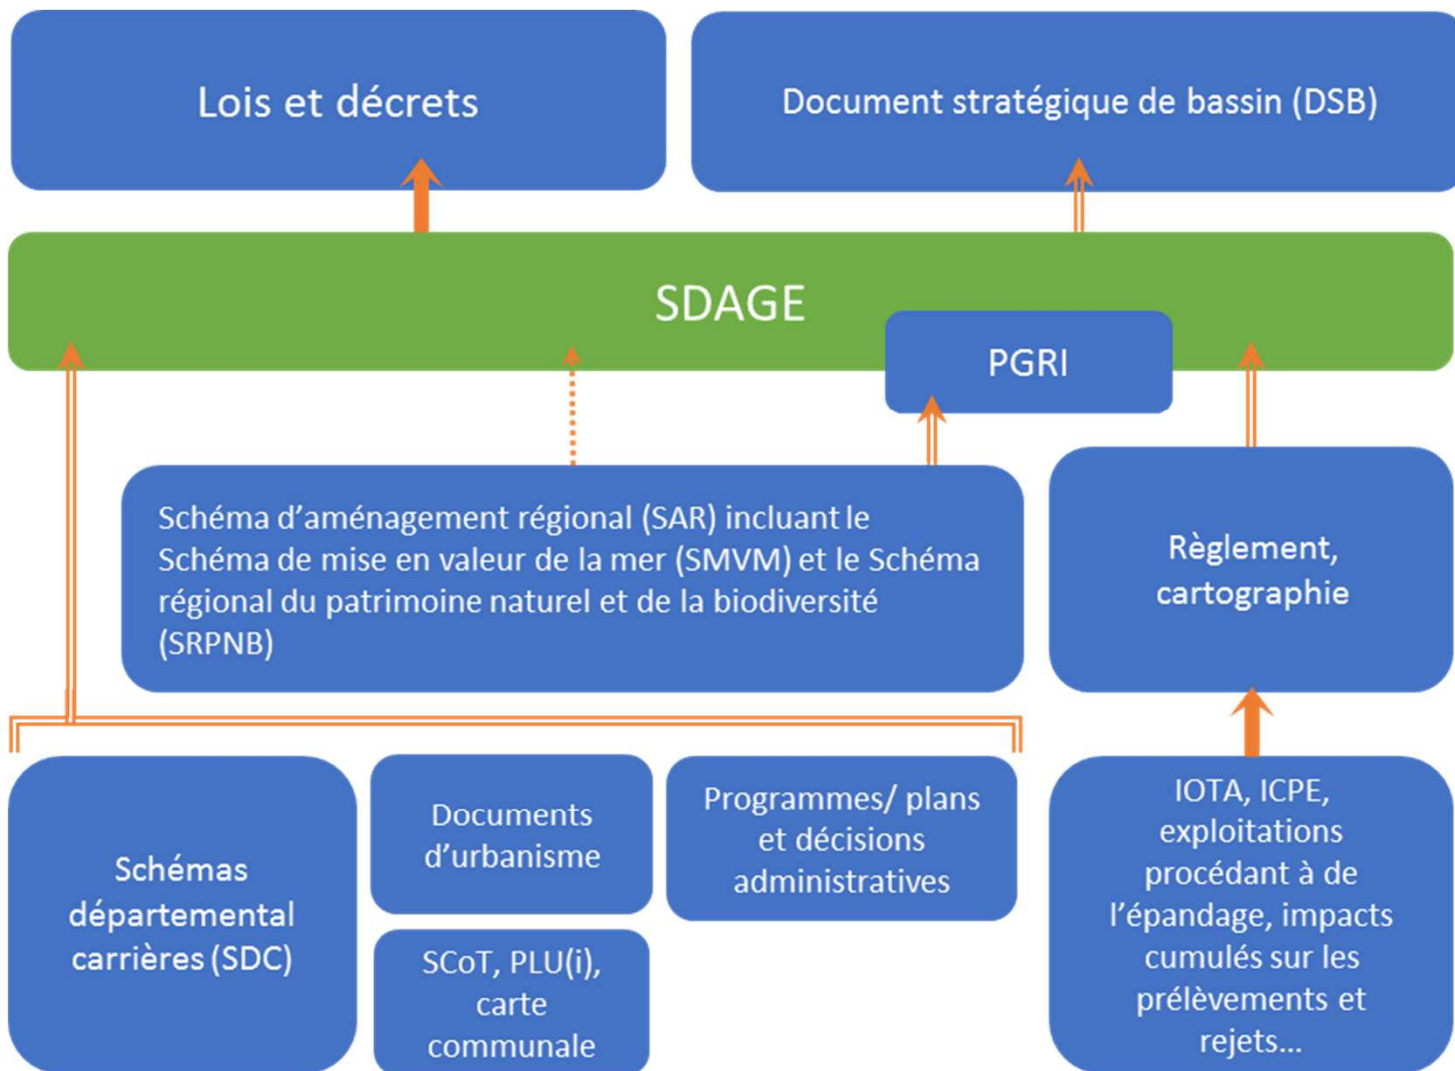 Lois et décrets
Document stratégique de bassin (DSB)
SDAGE
PGRI
Schéma d’aménagement régional (SAR) incluant le
Schéma de mise en valeur de la mer (SMVM) et le Schéma
régional du patrimoine naturel et de la biodiversité
(SRPNB)
Règlement,
cartographie
Schémas
départemental
carrières (SDC)
Documents
d’urbanisme
SCoT, PLU(i),
carte
communale
Programmes/ plans
et décisions
administratives
IOTA, ICPE,
exploitations
procédant à de
l’épandage, impacts
cumulés sur les
prélèvements et
rejets...